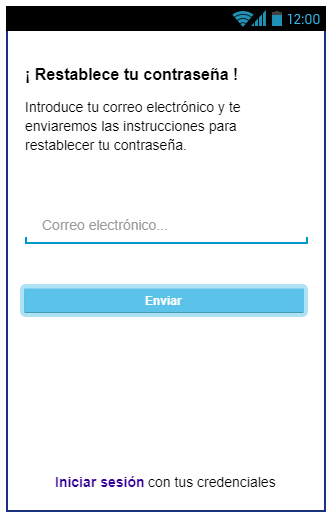 12:00
¡ Restablece tu contraseña !
Introduce tu correo electrónico y te
enviaremos las instrucciones para
restablecer tu contraseña.
Correo electrónico...
Enviar
Iniciar sesión con tus credenciales